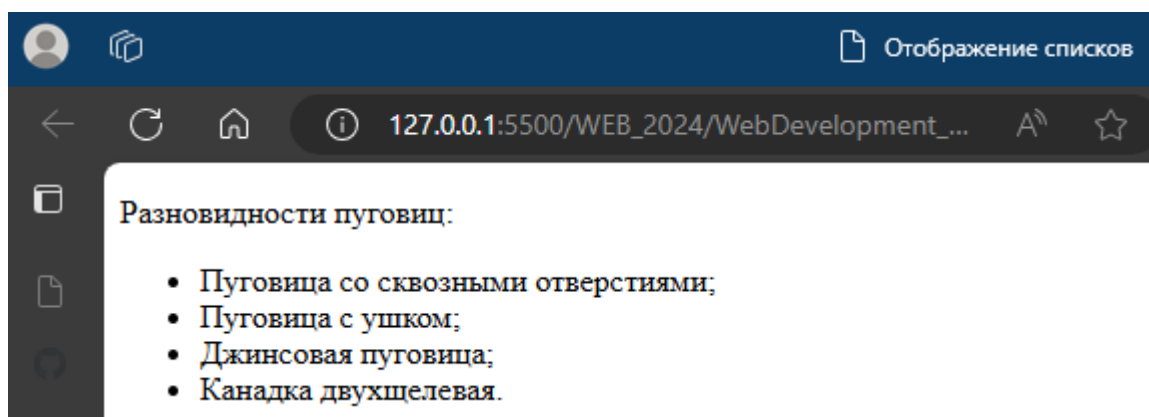 Отображение списков
127.0.0.1:5500/WEB_2024/WebDevelopment_...
Разновидности пуговиц:
• Пуговица со сквозными отверстиями;
• Пуговица с ушком;
• Джинсовая пуговица;
• Канадка двухщелевая.